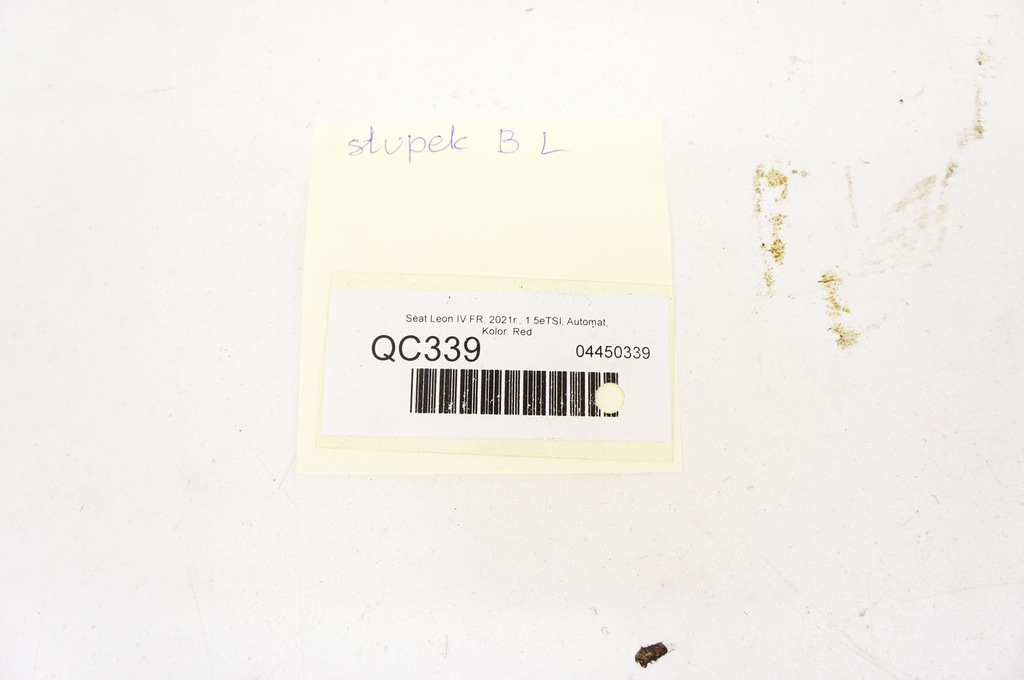 słupek B L
Seat Leon IV FR. 2021r., 1.5eTSI, Automat,
Kolor: Red
QC339 04450339